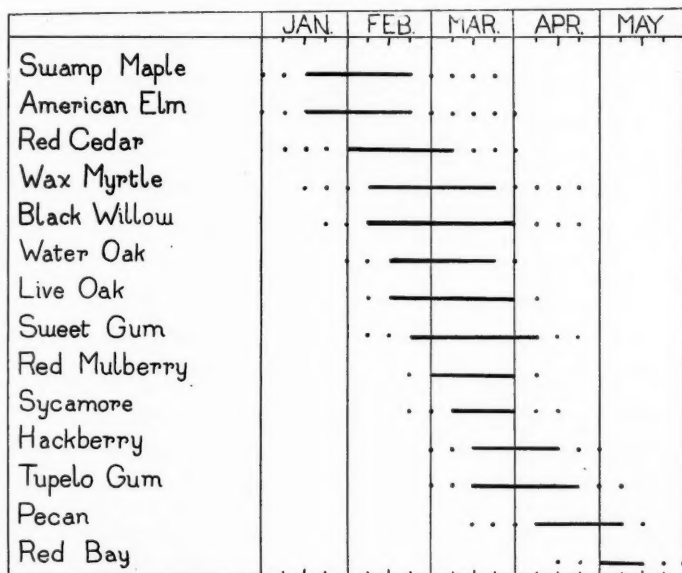 JAN. FEB. MAR. APR. MAY
Swamp Maple
American Elm
Red Cedar
Wax Myrtle
Black Willow
Water Oak
Live Oak
Sweet Gum
Red Mulberry
Sycamore
Hackberry
Tupelo Gum
Pecan
Red Bay